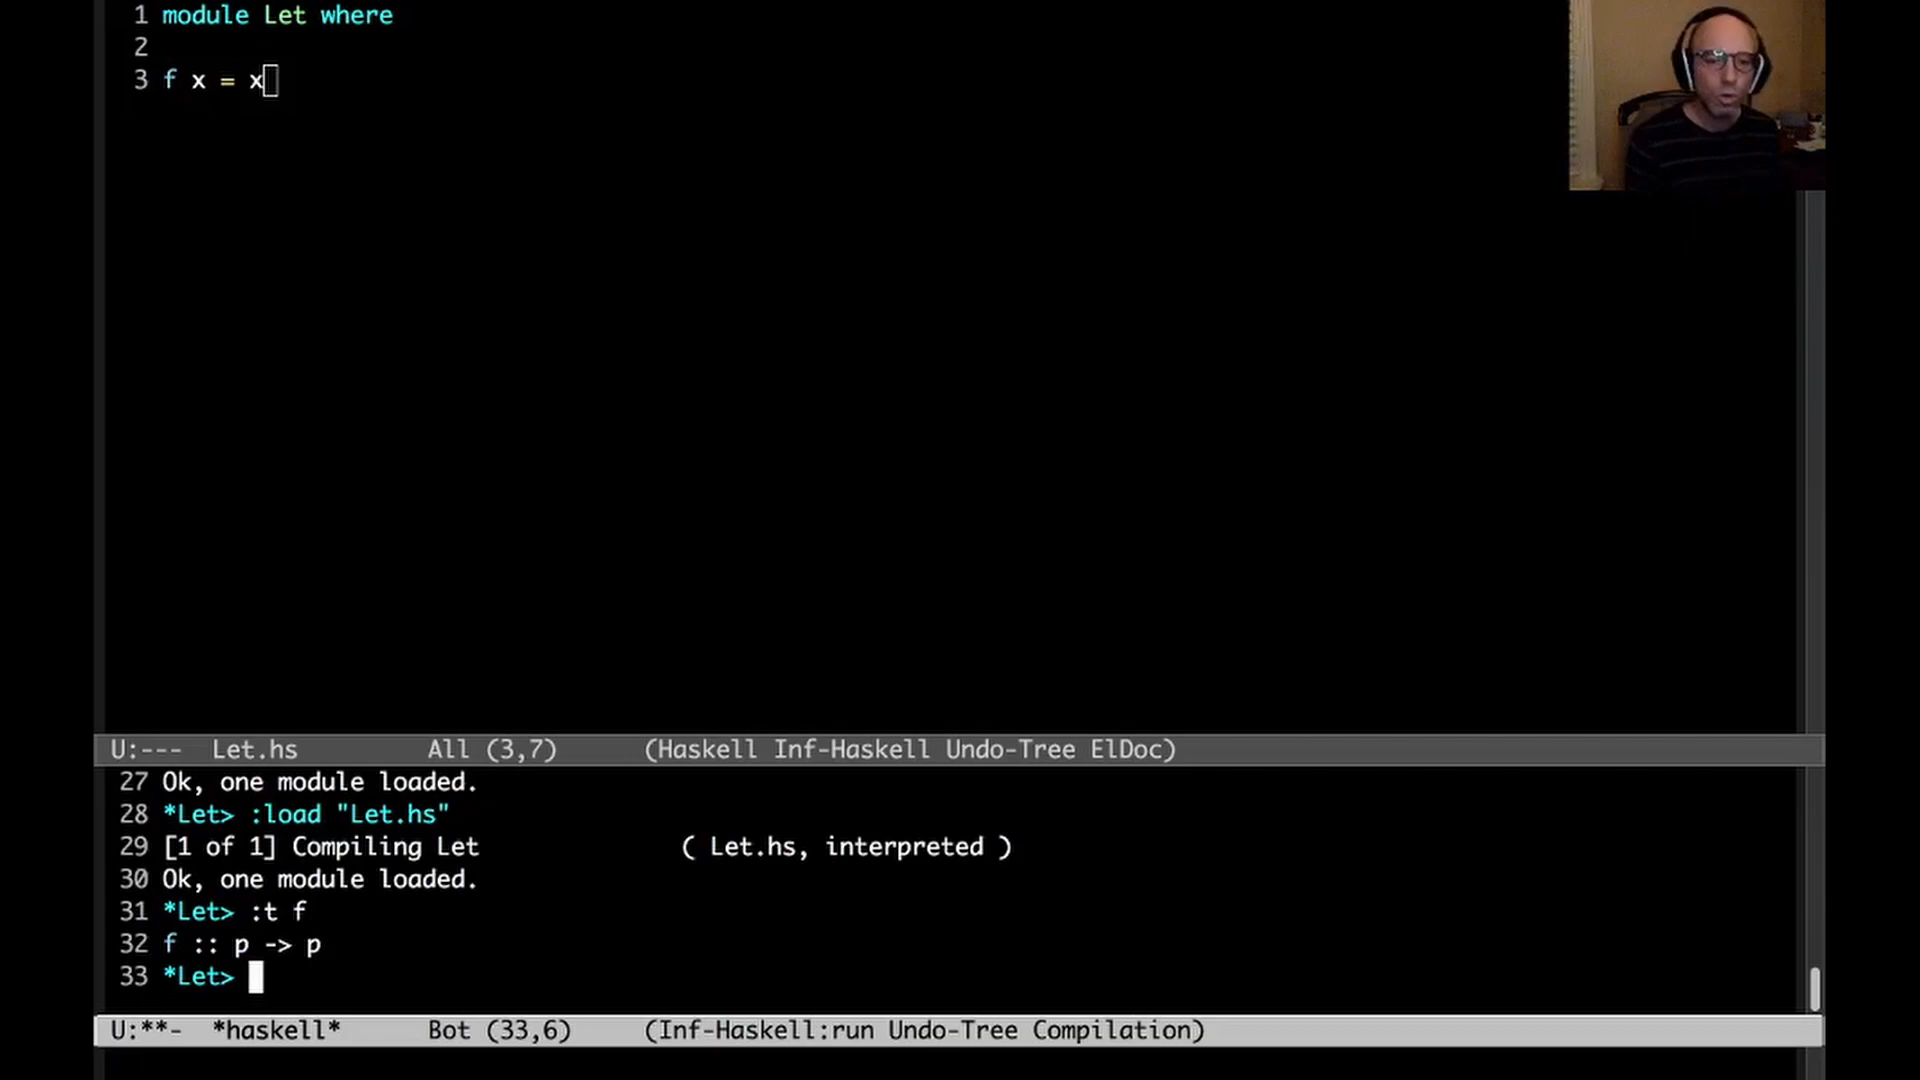 1 module Let where
2
3 f x = x
U:--- Let.hs All (3,7) (Haskell Inf-Haskell Undo-Tree ElDoc)
27 Ok, one module loaded.
28 *Let> :load "Let.hs"
29 [1 of 1] Compiling Let ( Let.hs, interpreted )
30 Ok, one module loaded.
31 *Let> :t f
32 f :: p -> p
33 *Let>
U:**- *haskell* Bot (33,6) (Inf-Haskell:run Undo-Tree Compilation)